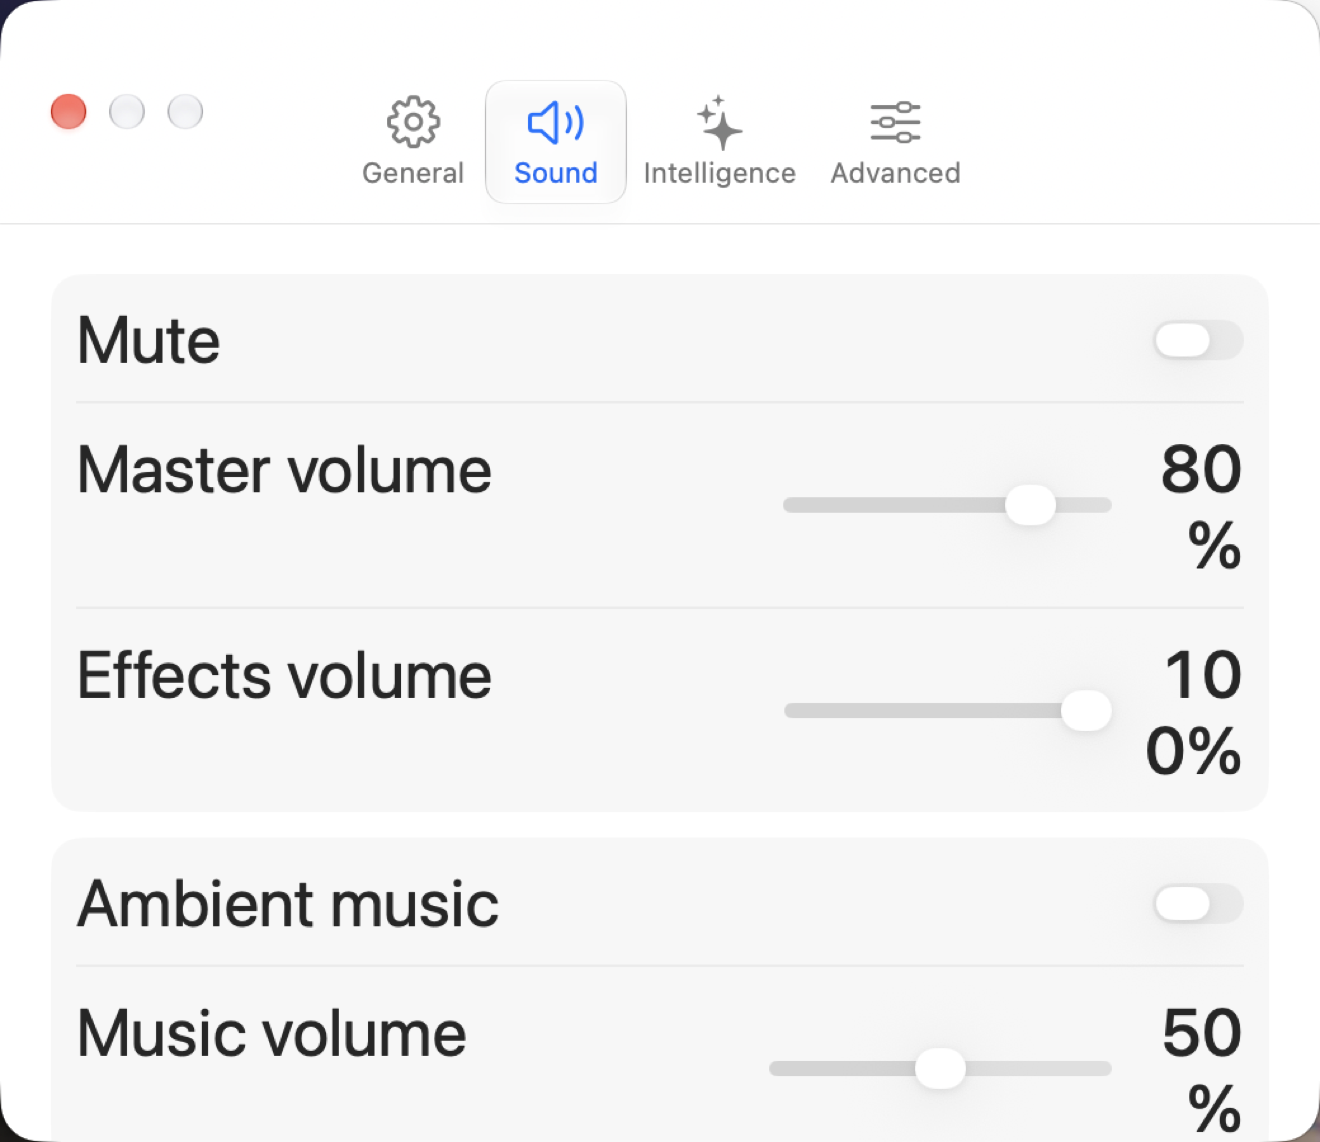 General Sound Intelligence Advanced
Mute
Master volume 80
%
Effects volume 10
0%
Ambient music
Music volume 50
%